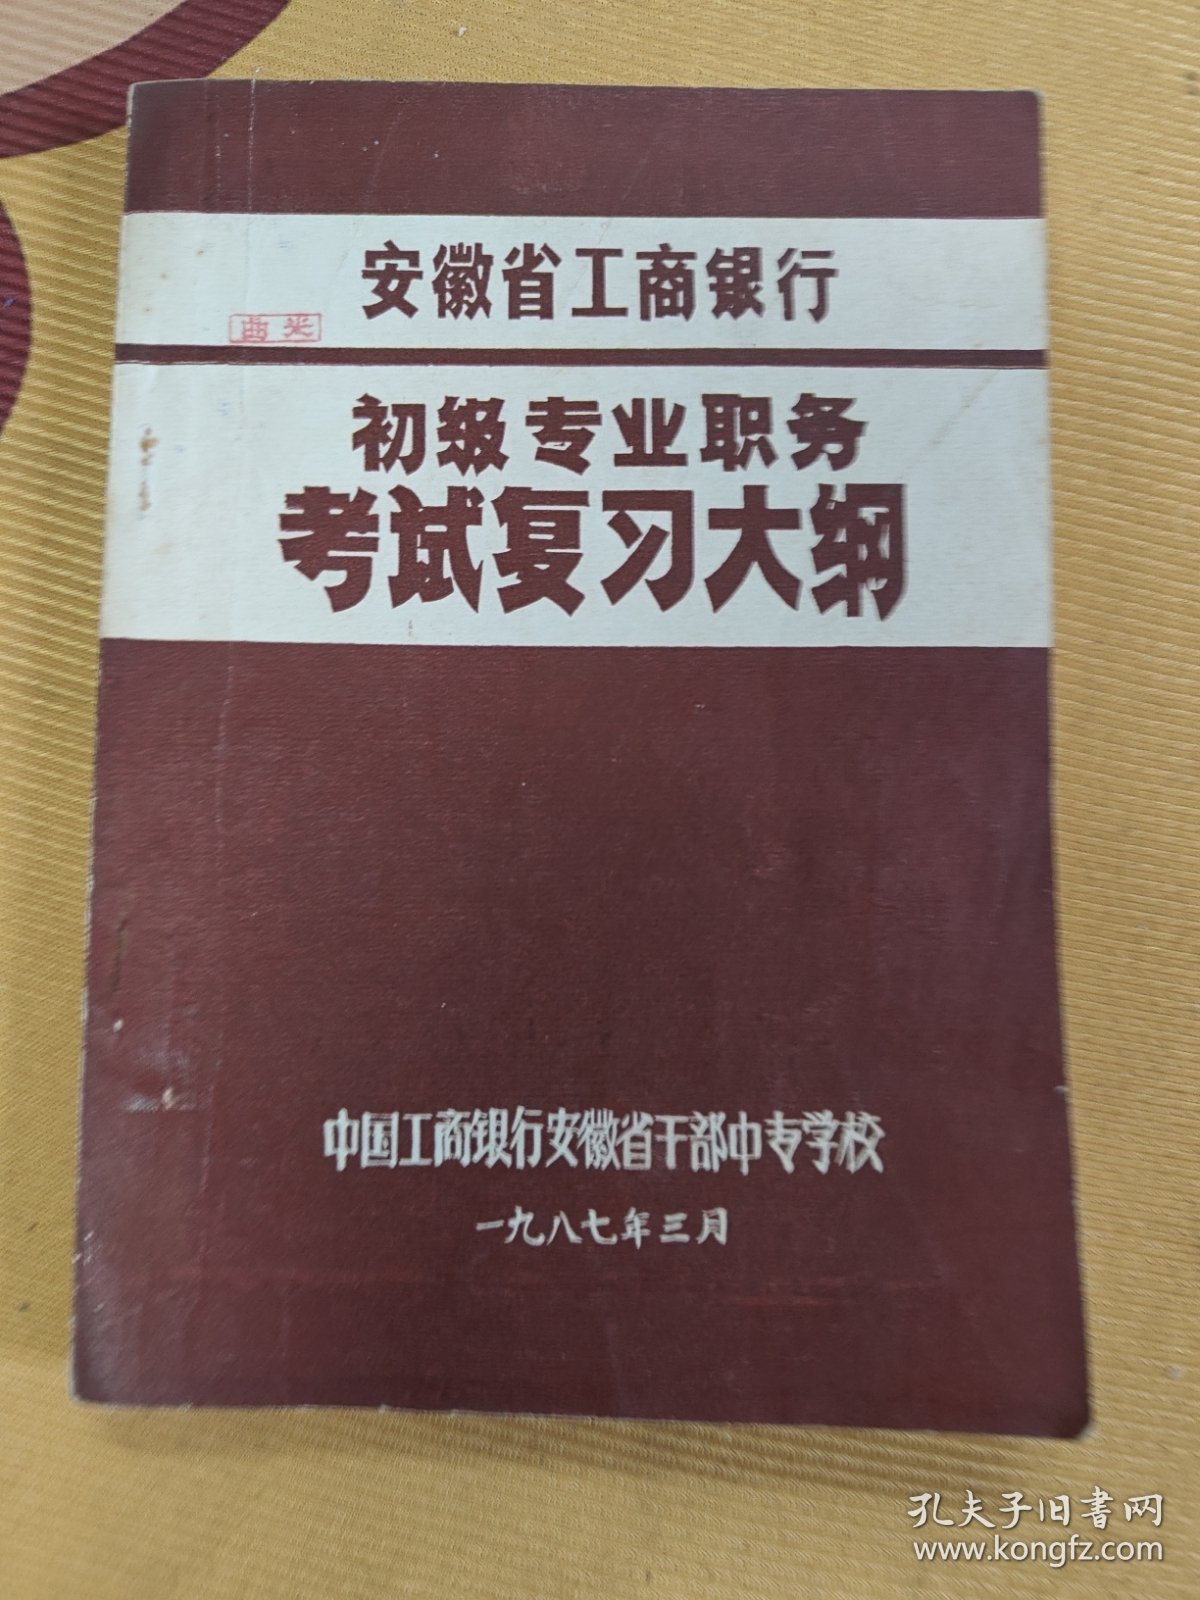 安徽省工商银行
初级专业职务
考试复习大纲
中国工商银行安徽省干部中专学校
一九八七年三月
孔夫子旧书网
www.kongfz.com